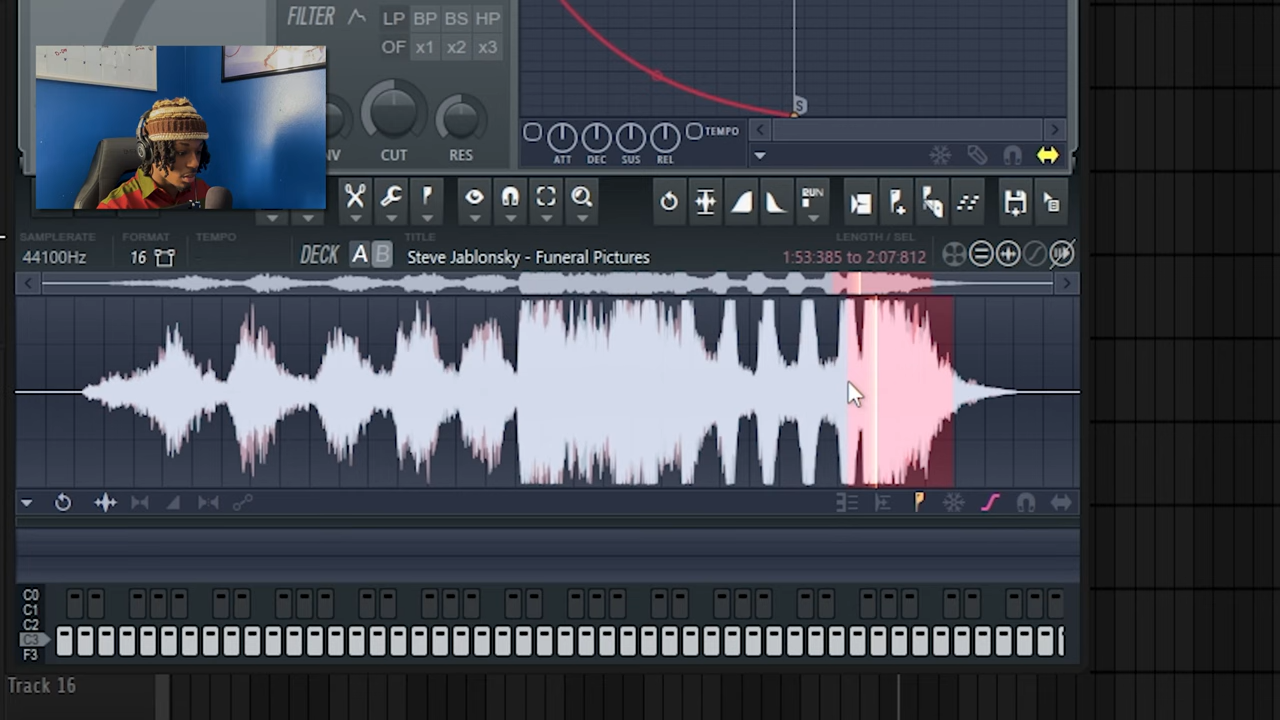 FILTER LP BP BS HP
OF x1 x2 x3
CUT RES
S
ATT DEC SUS REL TEMPO
RUN
SAMPLERATE FORMAT TEMPO TITLE LENGTH / SEL
44100Hz 16 DECK A B Steve Jablonsky - Funeral Pictures 1:53:385 to 2:07:812
C0
C1
C2
C3
F3
Track 16